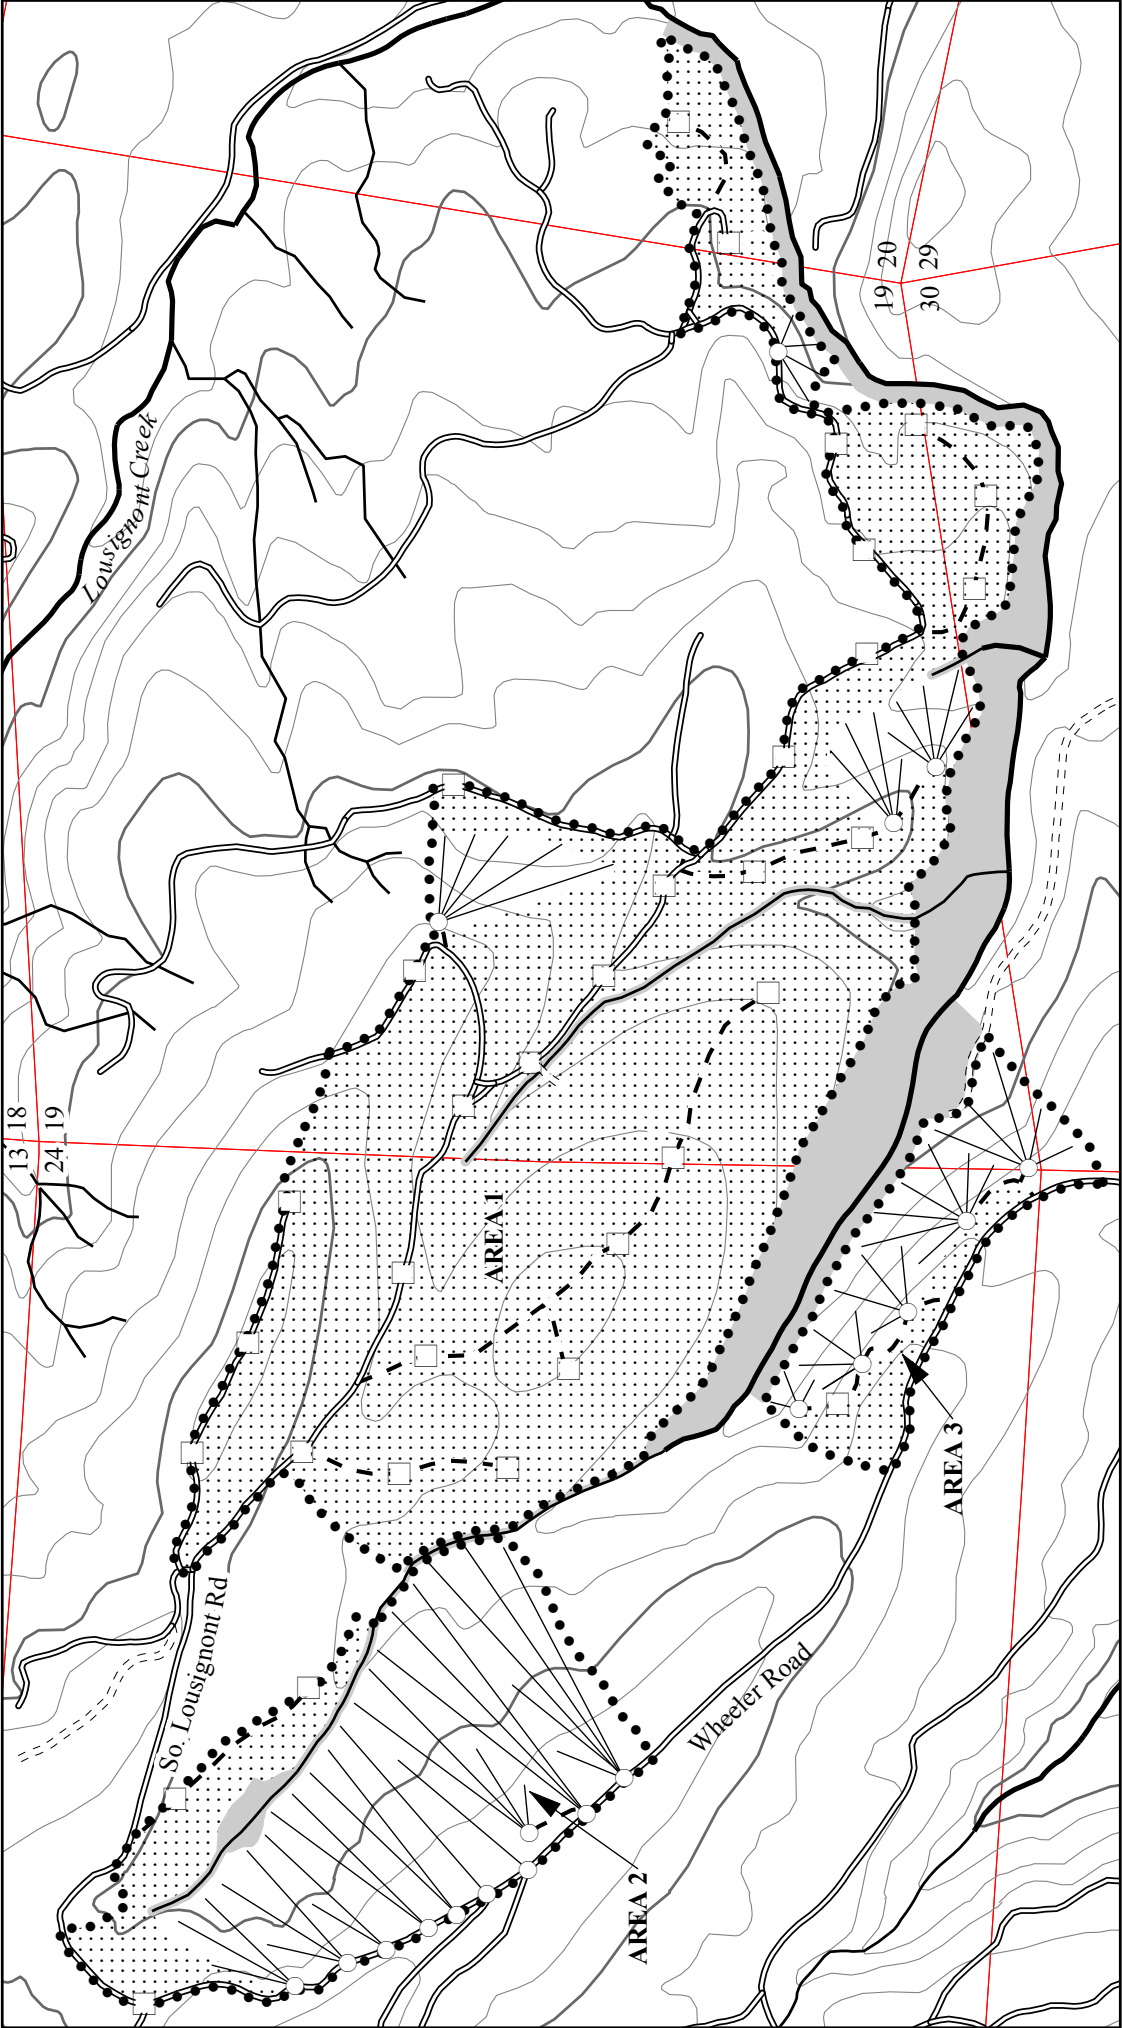 Lousignont Creek
19 20
30 29
13 18
24 19
AREA 1
AREA 3
So. Lousignont Rd
Wheeler Road
AREA 2